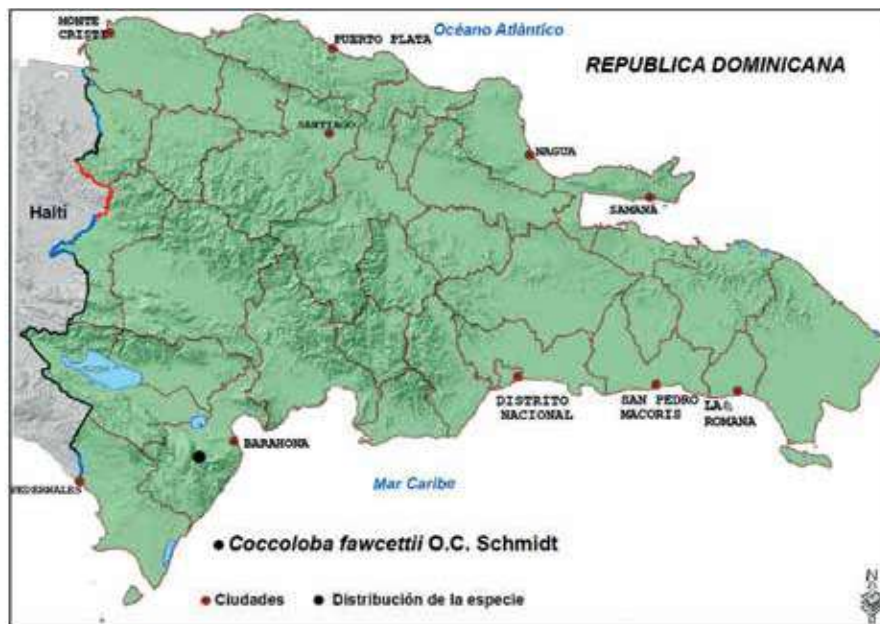 MONTE
CRISTI
PUERTO PLATA
Océano Atlántico
REPUBLICA DOMINICANA
SANTIAGO
NAGUA
Haití
SAMANA
DISTRITO
NACIONAL
SAN PEDRO
MACORIS
LA
ROMANA
BARAHONA
PEDERNALES
Mar Caribe
Coccoloba fawcettii O.C. Schmidt
Ciudades
Distribución de la especie
N